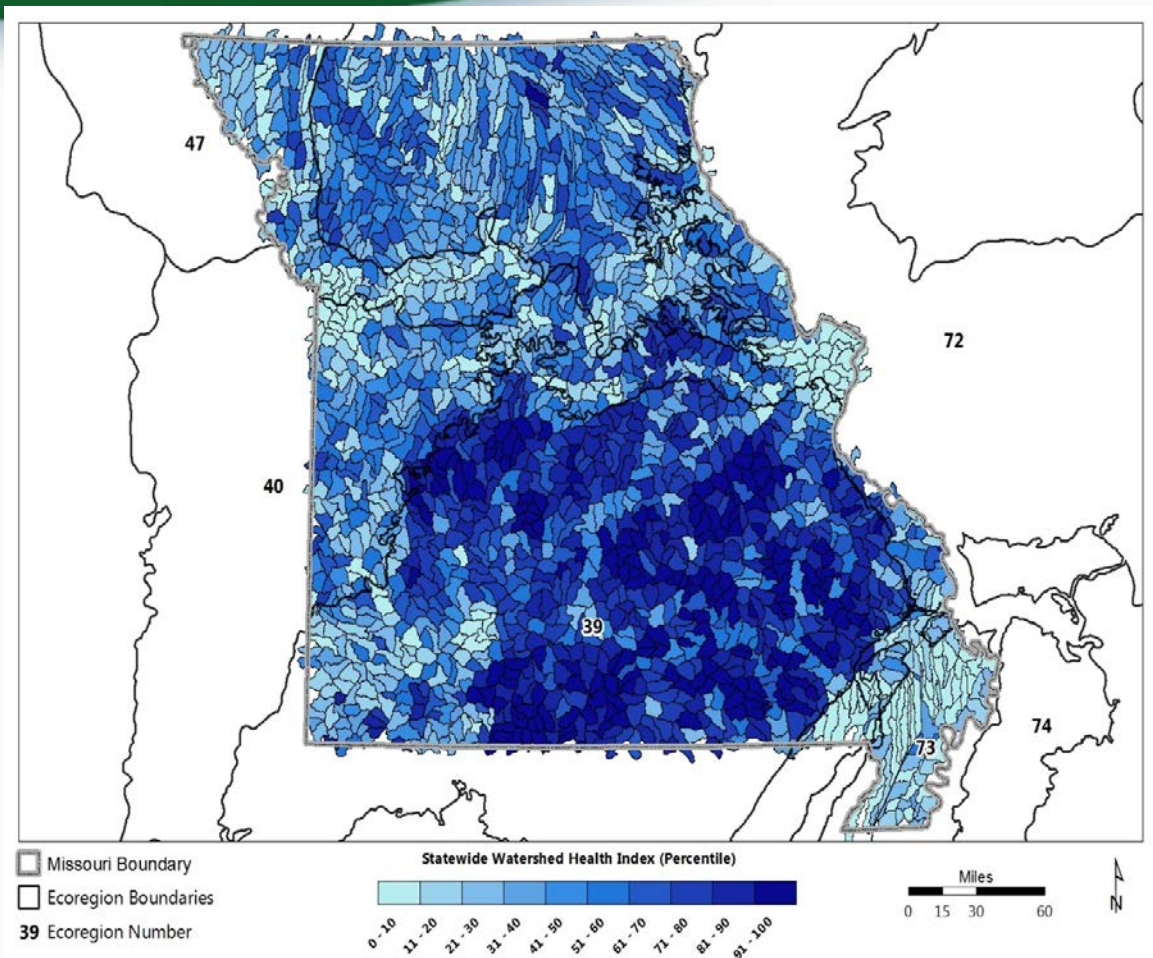 47
72
40
39
74
73
Missouri Boundary
Ecoregion Boundaries
39 Ecoregion Number
Statewide Watershed Health Index (Percentile)
0 - 10
11 - 20
21 - 30
31 - 40
41 - 50
51 - 60
61 - 70
71 - 80
81 - 90
91 - 100
Miles
0 15 30 60
N